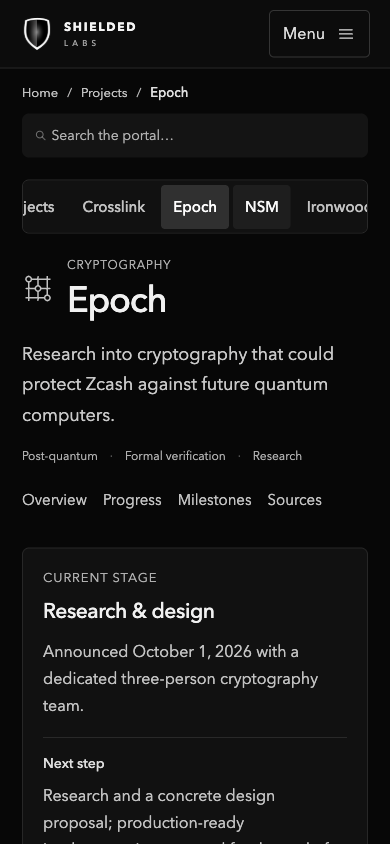 SHIELDED
LABS
Menu
Home / Projects / Epoch
Search the portal...
jects Crosslink Epoch NSM Ironwood
CRYPTOGRAPHY
Epoch
Research into cryptography that could
protect Zcash against future quantum
computers.
Post-quantum · Formal verification · Research
Overview Progress Milestones Sources
CURRENT STAGE
Research & design
Announced October 1, 2026 with a
dedicated three-person cryptography
team.
Next step
Research and a concrete design
proposal; production-ready